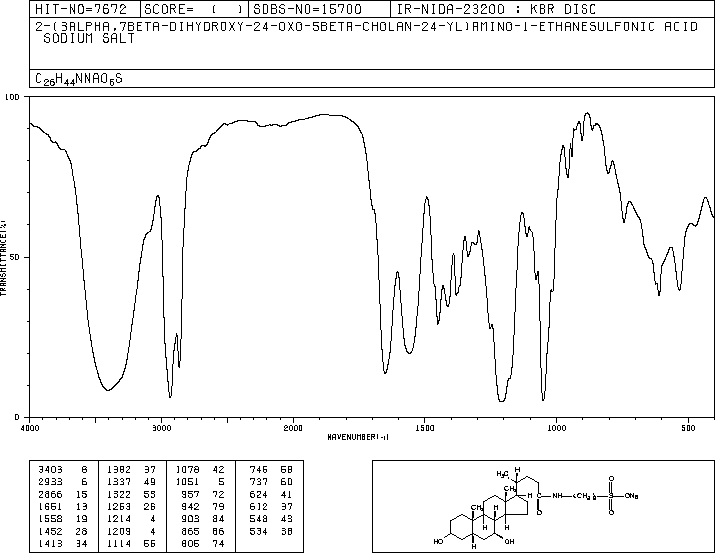 HIT-NO=7672 SCORE= ( ) SDBS-NO=15700 IR-NIDA-23200 : KBR DISC
2-(3ALPHA,7BETA-DIHYDROXY-24-OXO-5BETA-CHOLAN-24-YL)AMINO-1-ETHANESULFONIC ACID
SODIUM SALT
C26H44NNAO6S
100
TRANSMITTANCE(%)
50
0
4000 3000 2000 1500 1000 500
WAVENUMBER(-1)
3403 8 1382 37 1078 42 746 58
2933 6 1337 49 1051 5 737 60
2866 15 1322 55 957 72 624 41
1651 13 1263 26 942 79 612 37
1558 19 1214 4 903 84 548 43
1452 28 1209 4 865 86 534 38
1413 34 1114 55 805 74
H
CH3
CH3
CH3
H
H
H
H
H
HO
OH
O
NH
(CH2)2
O
S
O
ONa